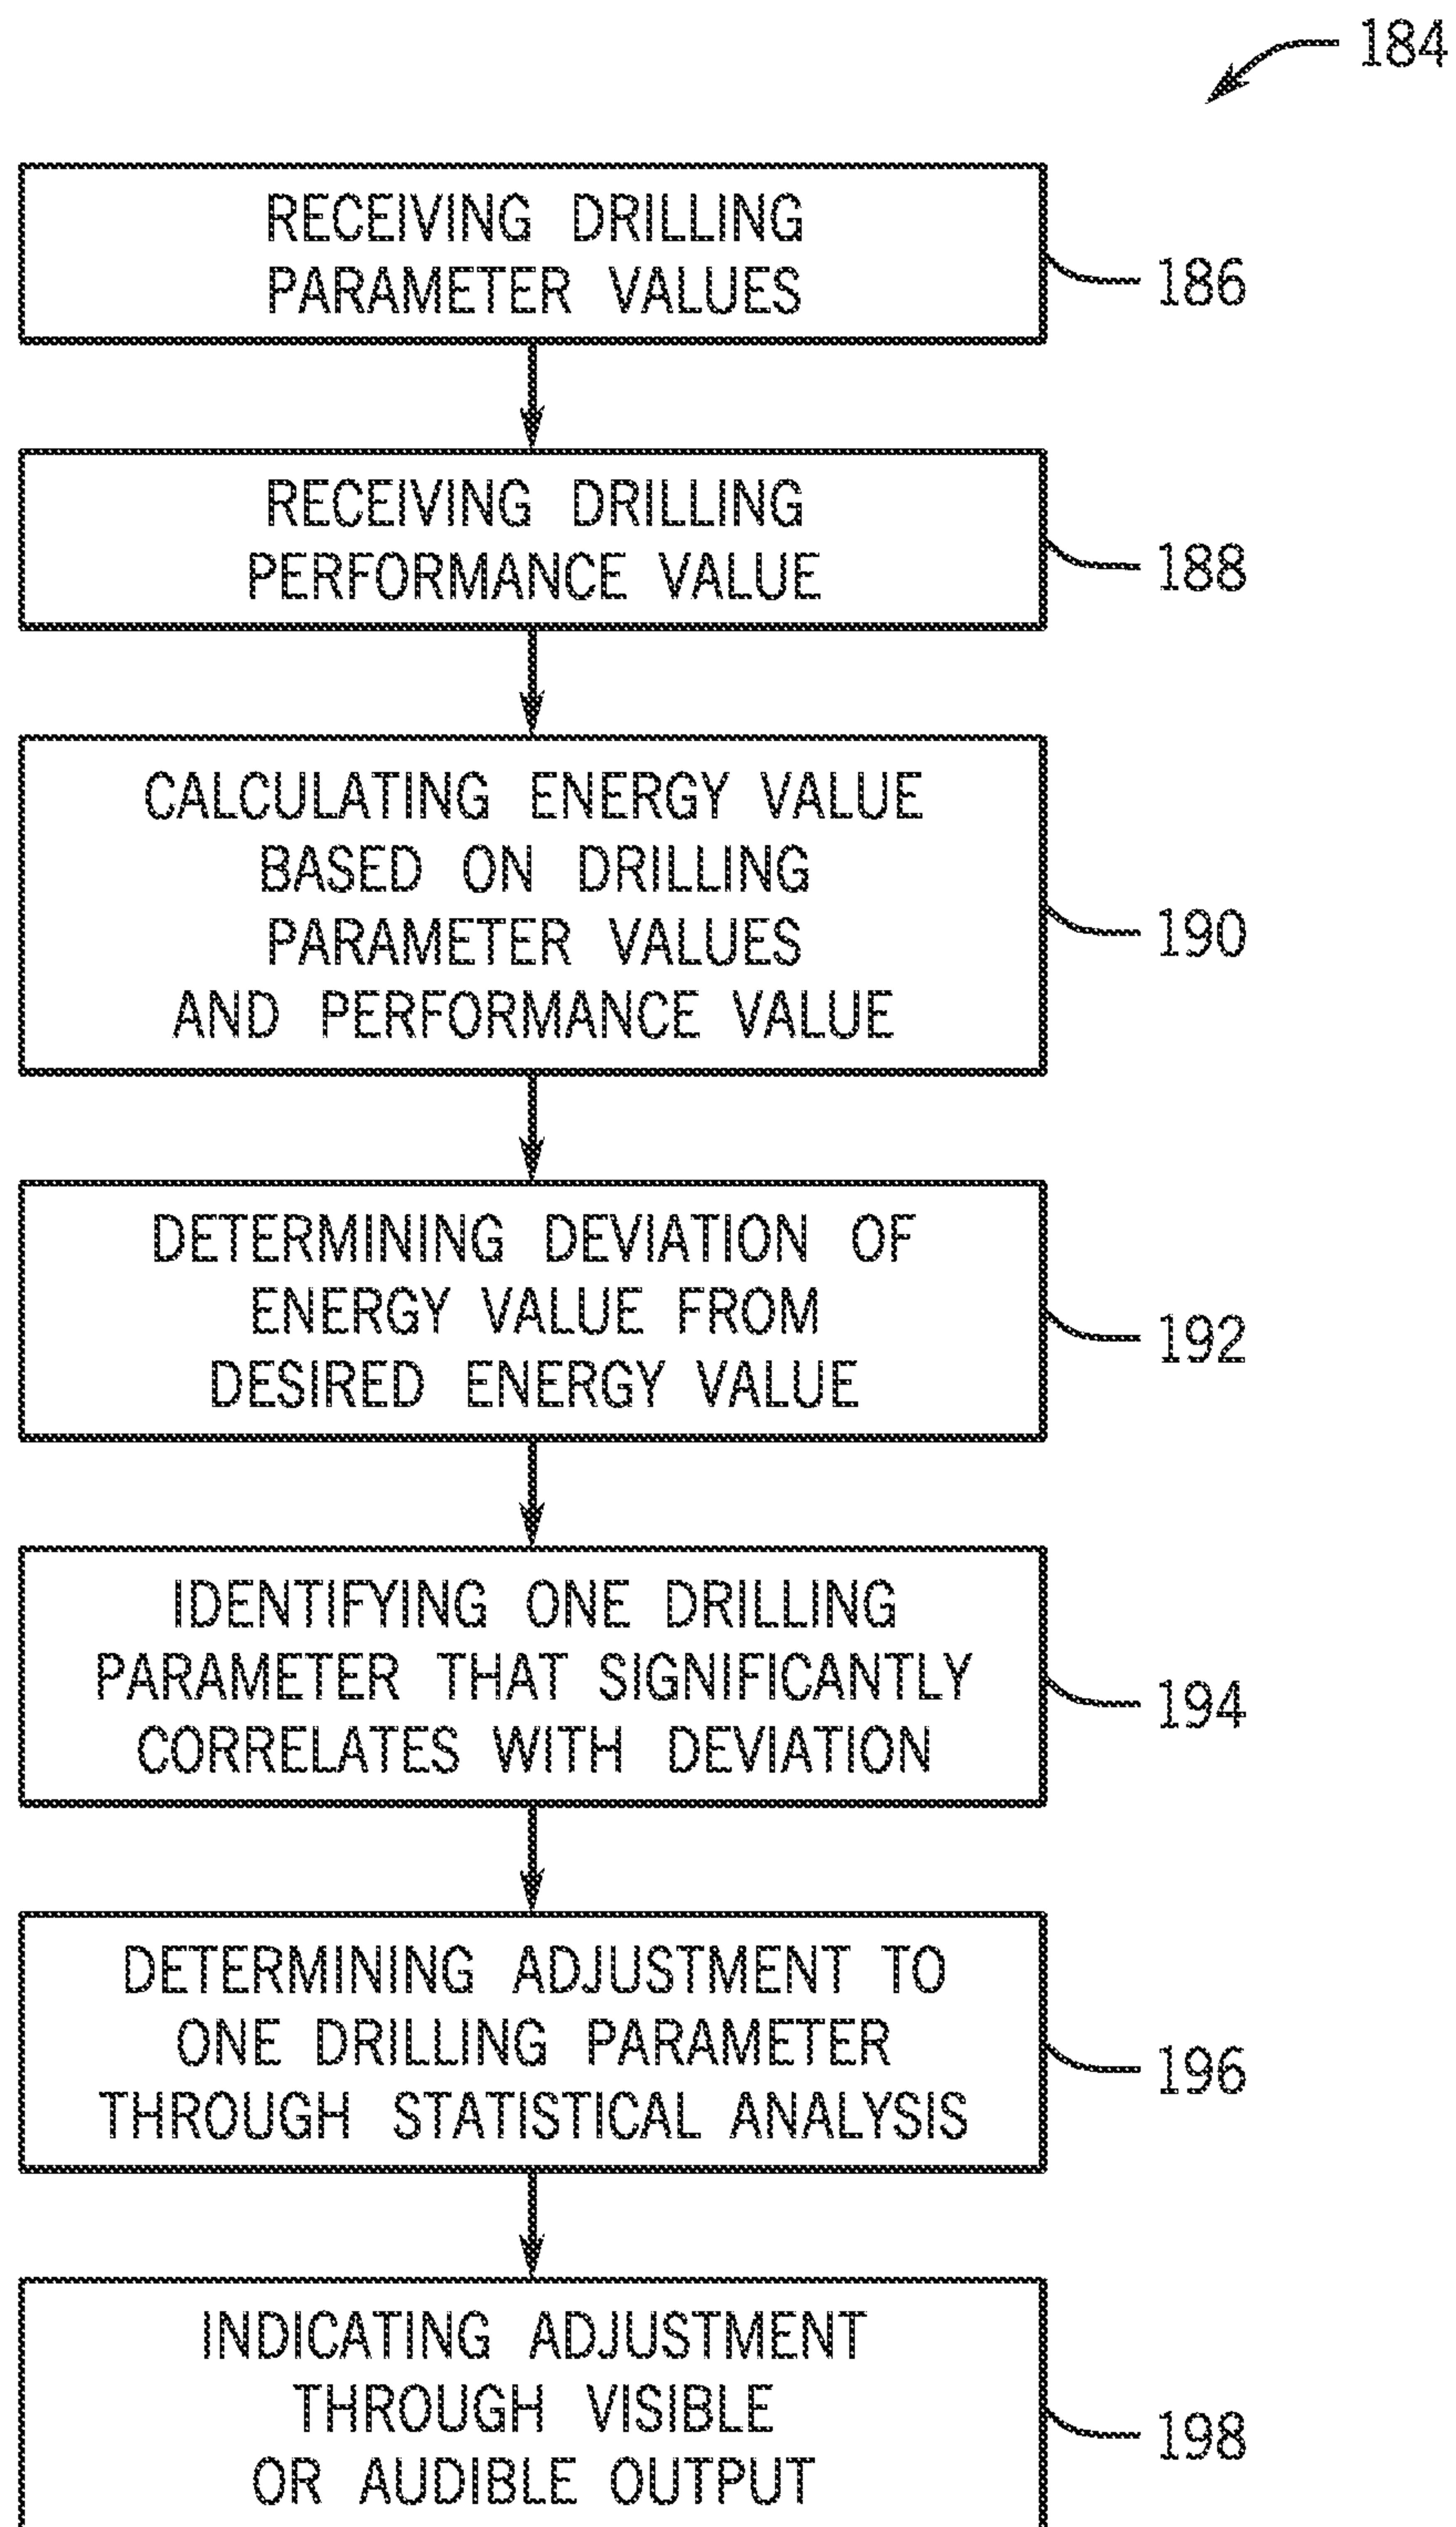 184
RECEIVING DRILLING
PARAMETER VALUES
186
RECEIVING DRILLING
PERFORMANCE VALUE
188
CALCULATING ENERGY VALUE
BASED ON DRILLING
PARAMETER VALUES
AND PERFORMANCE VALUE
190
DETERMINING DEVIATION OF
ENERGY VALUE FROM
DESIRED ENERGY VALUE
192
IDENTIFYING ONE DRILLING
PARAMETER THAT SIGNIFICANTLY
CORRELATES WITH DEVIATION
194
DETERMINING ADJUSTMENT TO
ONE DRILLING PARAMETER
THROUGH STATISTICAL ANALYSIS
196
INDICATING ADJUSTMENT
THROUGH VISIBLE
OR AUDIBLE OUTPUT
198